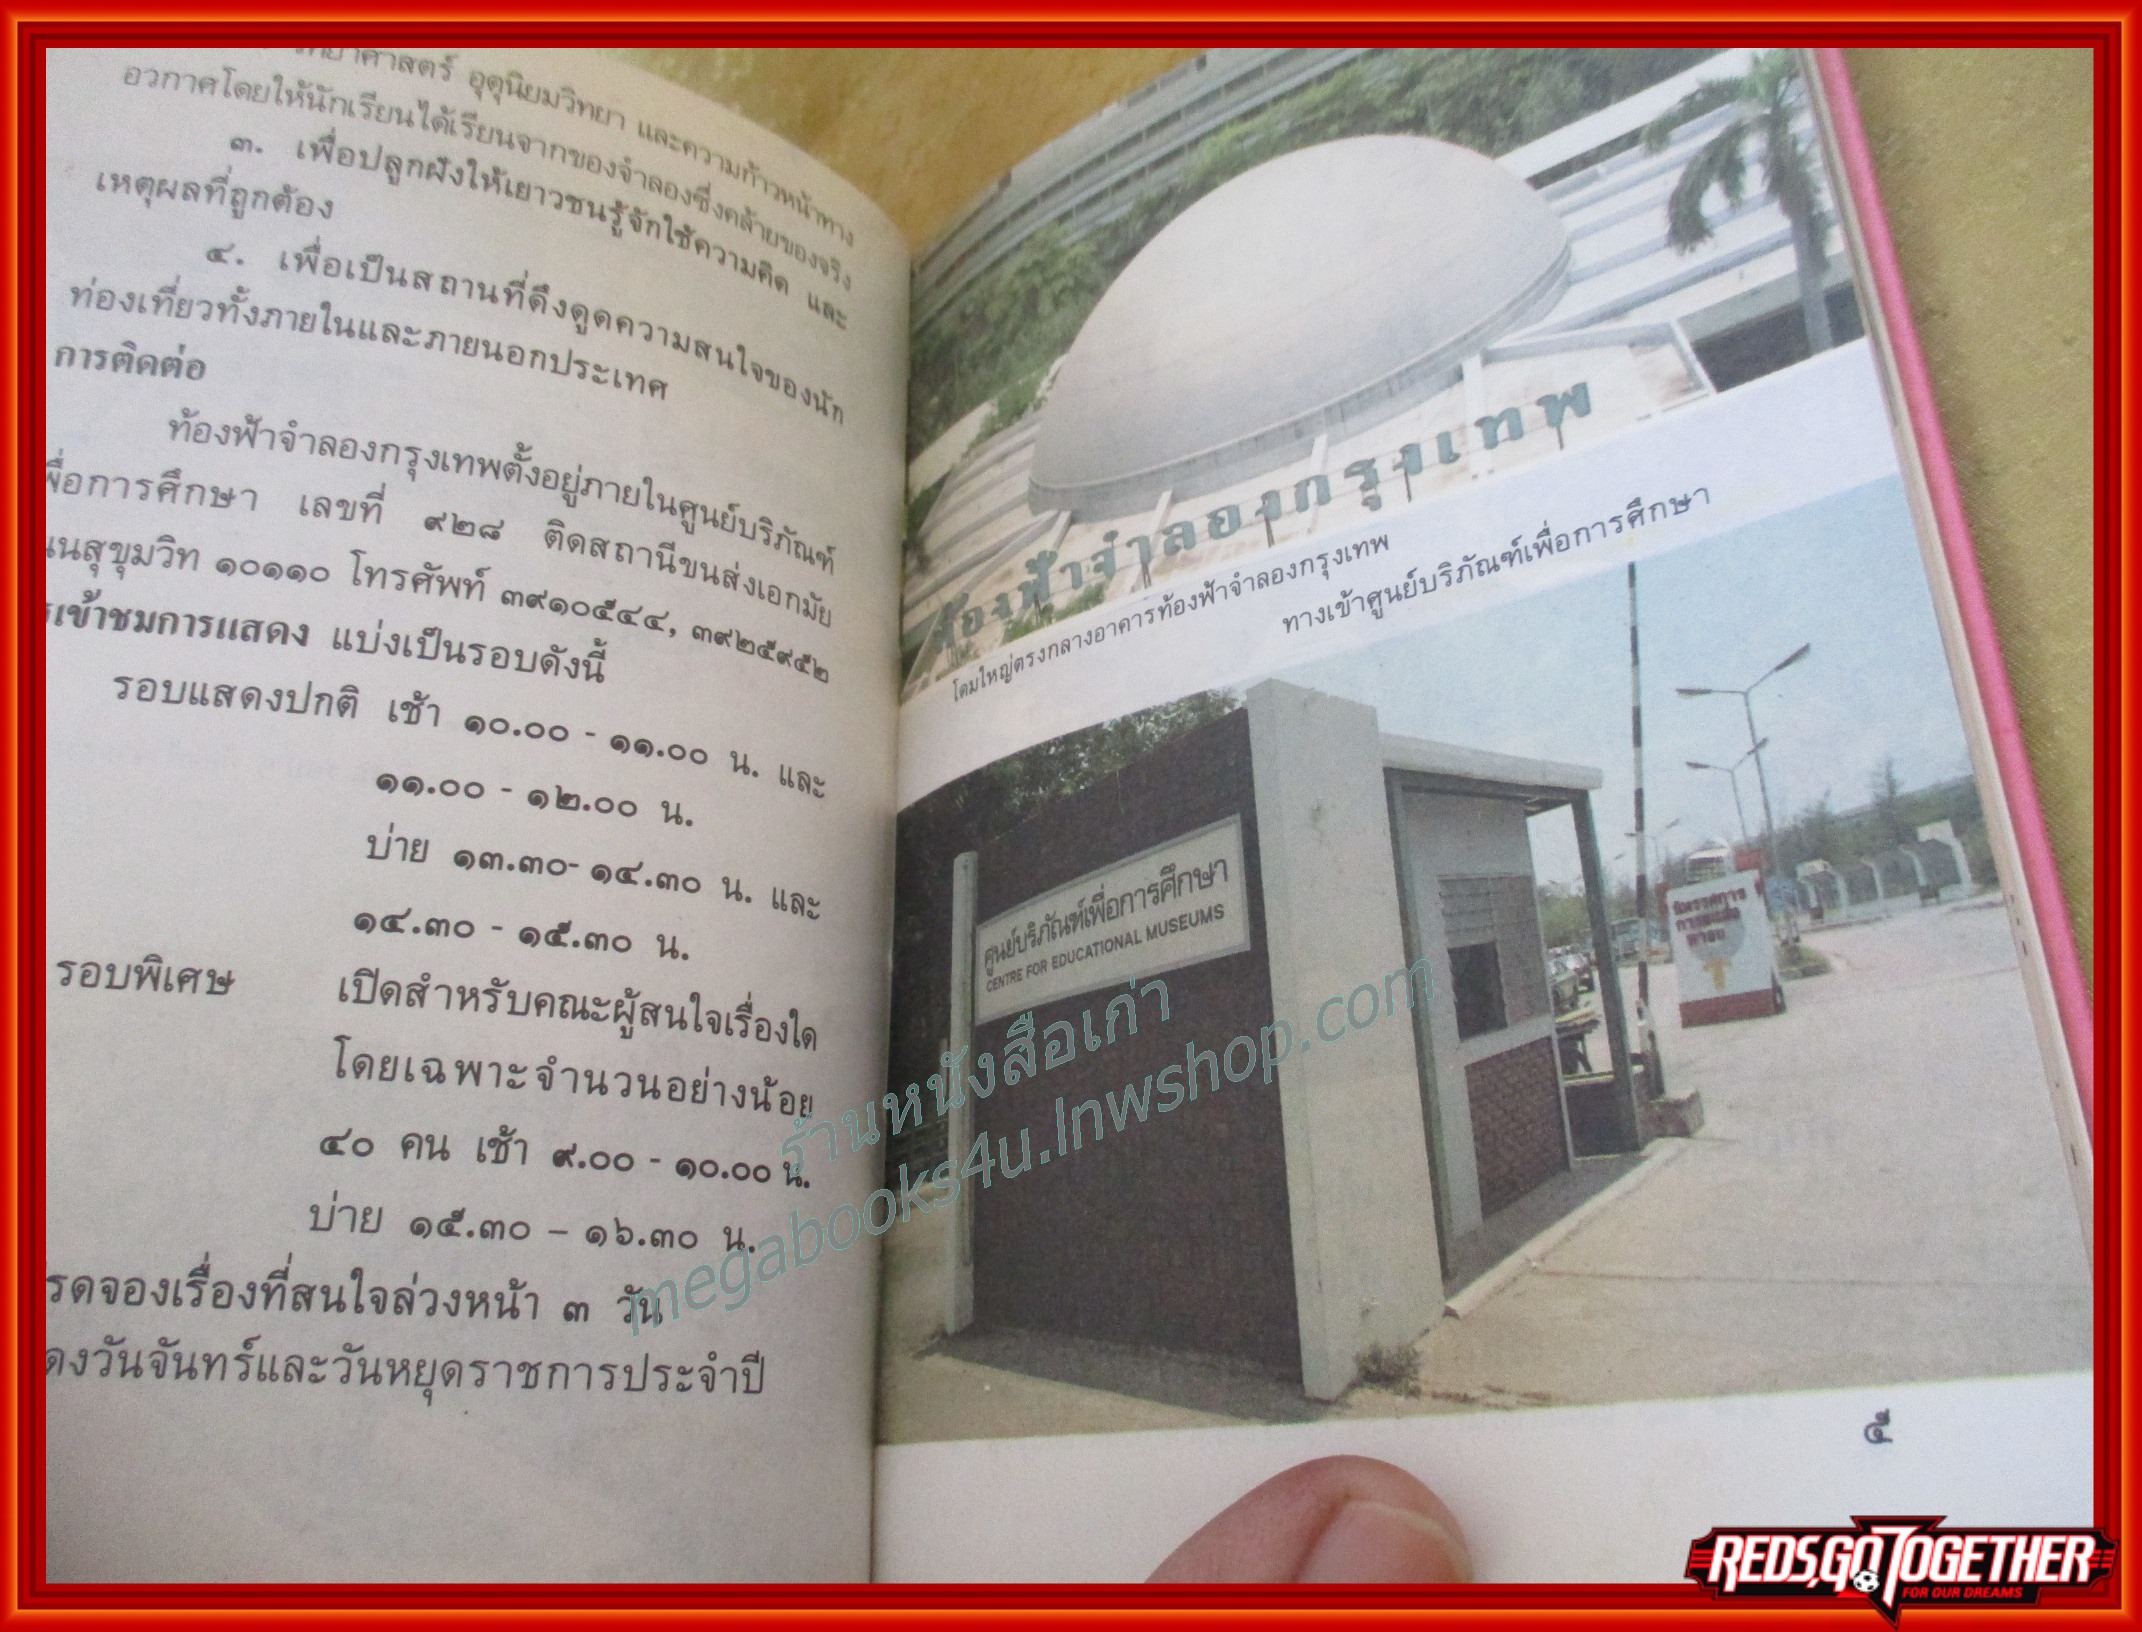 วิทยาศาสตร์ อุตุนิยมวิทยา และความก้าวหน้าทาง
อวกาศโดยให้นักเรียนได้เรียนจากของจำลองซึ่งคล้ายของจริง
๓. เพื่อปลูกฝังให้เยาวชนรู้จักใช้ความคิด และ
เหตุผลที่ถูกต้อง
๔. เพื่อเป็นสถานที่ดึงดูดความสนใจของนัก
ท่องเที่ยวทั้งภายในและภายนอกประเทศ
การติดต่อ
ท้องฟ้าจำลองกรุงเทพตั้งอยู่ภายในศูนย์บริภัณฑ์
พื่อการศึกษา เลขที่ ๙๒๘ ติดสถานีขนส่งเอกมัย
นนสุขุมวิท ๑๐๑๑๐ โทรศัพท์ ๓๙๑๐๕๔๔, ๓๙๒๕๙๕๒
รเข้าชมการแสดง แบ่งเป็นรอบดังนี้
รอบแสดงปกติ เช้า ๑๐.๐๐ - ๑๑.๐๐ น. และ
๑๑.๐๐ - ๑๒.๐๐ น.
บ่าย ๑๓.๓๐- ๑๔.๓๐ น. และ
๑๔.๓๐ - ๑๕.๓๐ น.
รอบพิเศษ เปิดสำหรับคณะผู้สนใจเรื่องใด
โดยเฉพาะจำนวนอย่างน้อย
๔๐ คน เช้า ๙.๐๐ - ๑๐.๐๐ น.
บ่าย ๑๕.๓๐ – ๑๖.๓๐ น.
รดจองเรื่องที่สนใจล่วงหน้า ๓ วัน
ดงวันจันทร์และวันหยุดราชการประจำปี
ท้องฟ้าจำลองกรุงเทพ
โดมใหญ่ตรงกลางอาคารท้องฟ้าจำลองกรุงเทพ
ทางเข้าศูนย์บริภัณฑ์เพื่อการศึกษา
ศูนย์บริภัณฑ์เพื่อการศึกษา
CENTRE FOR EDUCATIONAL MUSEUMS
๕
ร้านหนังสือเก่า
megabooks4u.lnwshop.com
REDS, GO TOGETHER
FOR OUR DREAMS